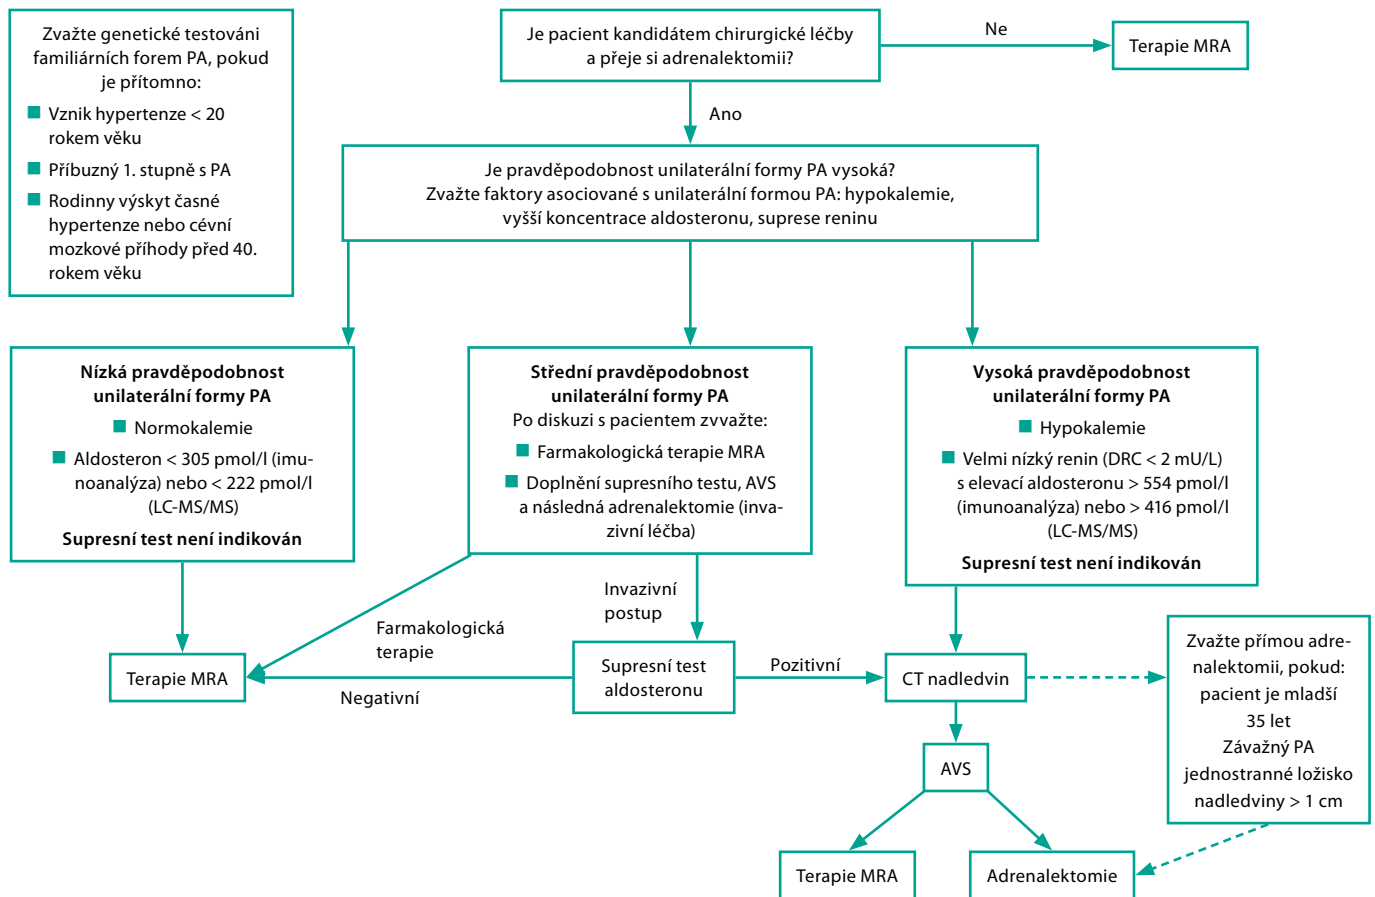 Zvažte genetické testováni
familiárních forem PA, pokud
je přítomno:
Vznik hypertenze < 20
rokem věku
Příbuzný 1. stupně s PA
Rodinny výskyt časné
hypertenze nebo cévní
mozkové příhody před 40.
rokem věku
Je pacient kandidátem chirurgické léčby
a přeje si adrenalektomii?
Ne
Terapie MRA
Ano
Je pravděpodobnost unilaterální formy PA vysoká?
Zvažte faktory asociované s unilaterální formou PA: hypokalemie,
vyšší koncentrace aldosteronu, suprese reninu
Nízká pravděpodobnost
unilaterální formy PA
Normokalemie
Aldosteron < 305 pmol/l (imu-
noanalýza) nebo < 222 pmol/l
(LC-MS/MS)
Supresní test není indikován
Střední pravděpodobnost
unilaterální formy PA
Po diskuzi s pacientem zvvažte:
Farmakologická terapie MRA
Doplnění supresního testu, AVS
a následná adrenalektomie (inva-
zivní léčba)
Vysoká pravděpodobnost
unilaterální formy PA
Hypokalemie
Velmi nízký renin (DRC < 2 mU/L)
s elevací aldosteronu > 554 pmol/l
(imunoanalýza) nebo > 416 pmol/l
(LC-MS/MS)
Supresní test není indikován
Farmakologická
terapie
Invazivní
postup
Terapie MRA
Negativní
Supresní test
aldosteronu
Pozitivní
CT nadledvin
Zvažte přímou adre-
nalektomii, pokud:
pacient je mladší
35 let
Závažný PA
jednostranné ložisko
nadledviny > 1 cm
AVS
Terapie MRA
Adrenalektomie